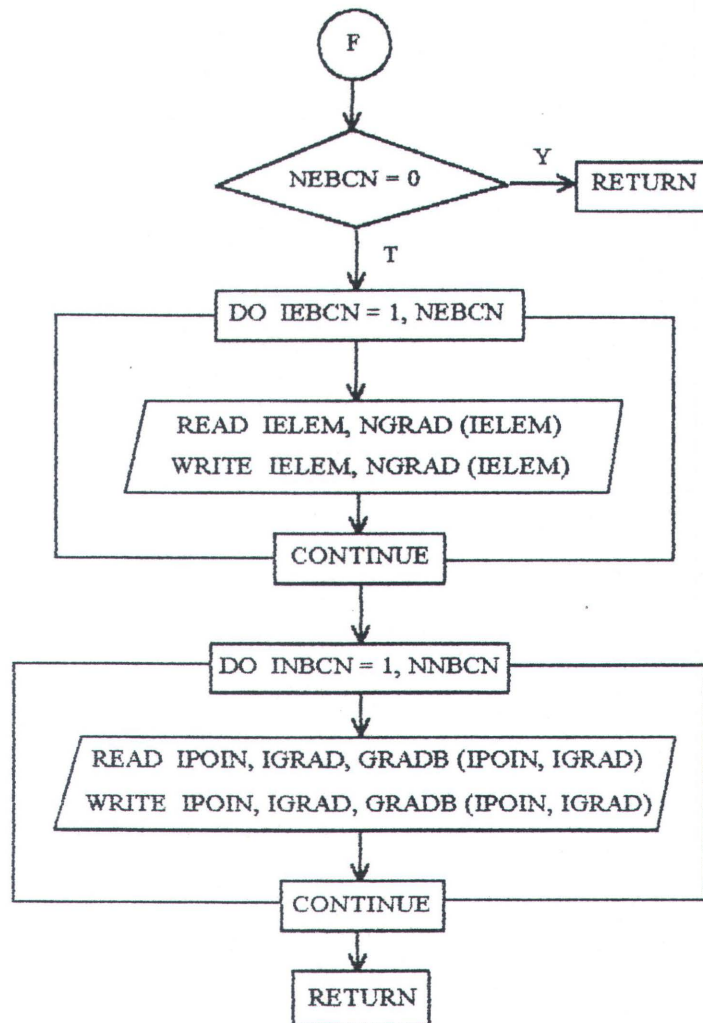 F
NEBCN = 0
Y
RETURN
T
DO IEBCN = 1, NEBCN
READ IELEM, NGRAD (IELEM)
WRITE IELEM, NGRAD (IELEM)
CONTINUE
DO INBCN = 1, NNBCN
READ IPOIN, IGRAD, GRADB (IPOIN, IGRAD)
WRITE IPOIN, IGRAD, GRADB (IPOIN, IGRAD)
CONTINUE
RETURN